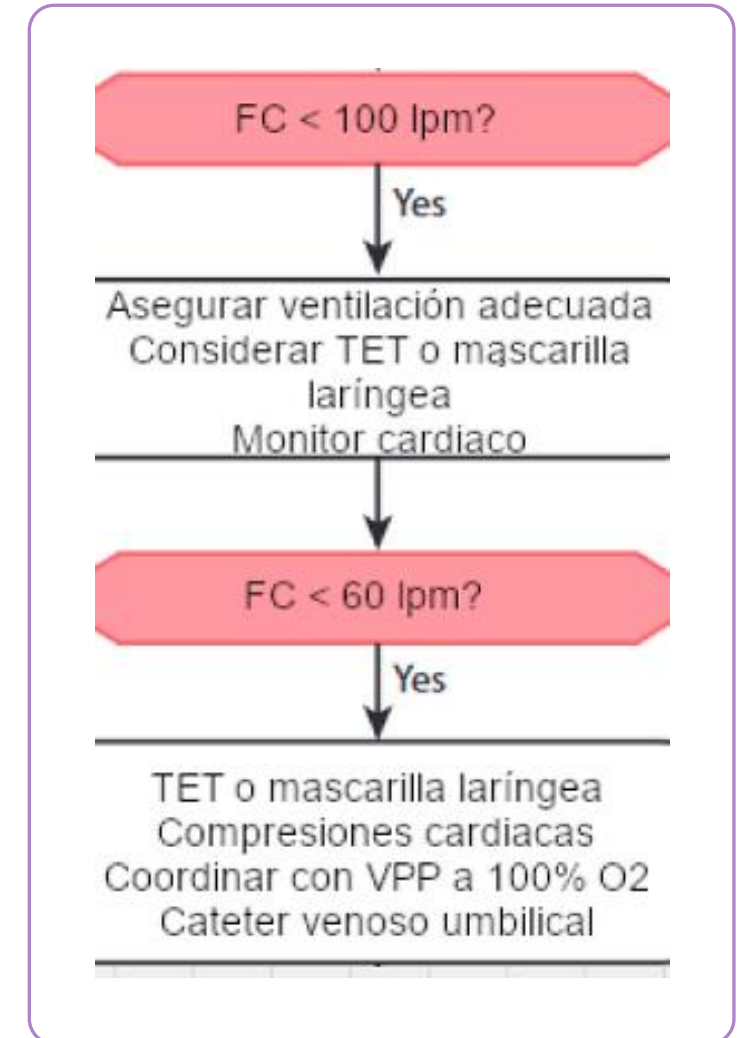 FC < 100 lpm?
Yes
Asegurar ventilación adecuada
Considerar TET o mascarilla
laríngea
Monitor cardiaco
FC < 60 lpm?
Yes
TET o mascarilla laríngea
Compresiones cardiacas
Coordinar con VPP a 100% O2
Cateter venoso umbilical